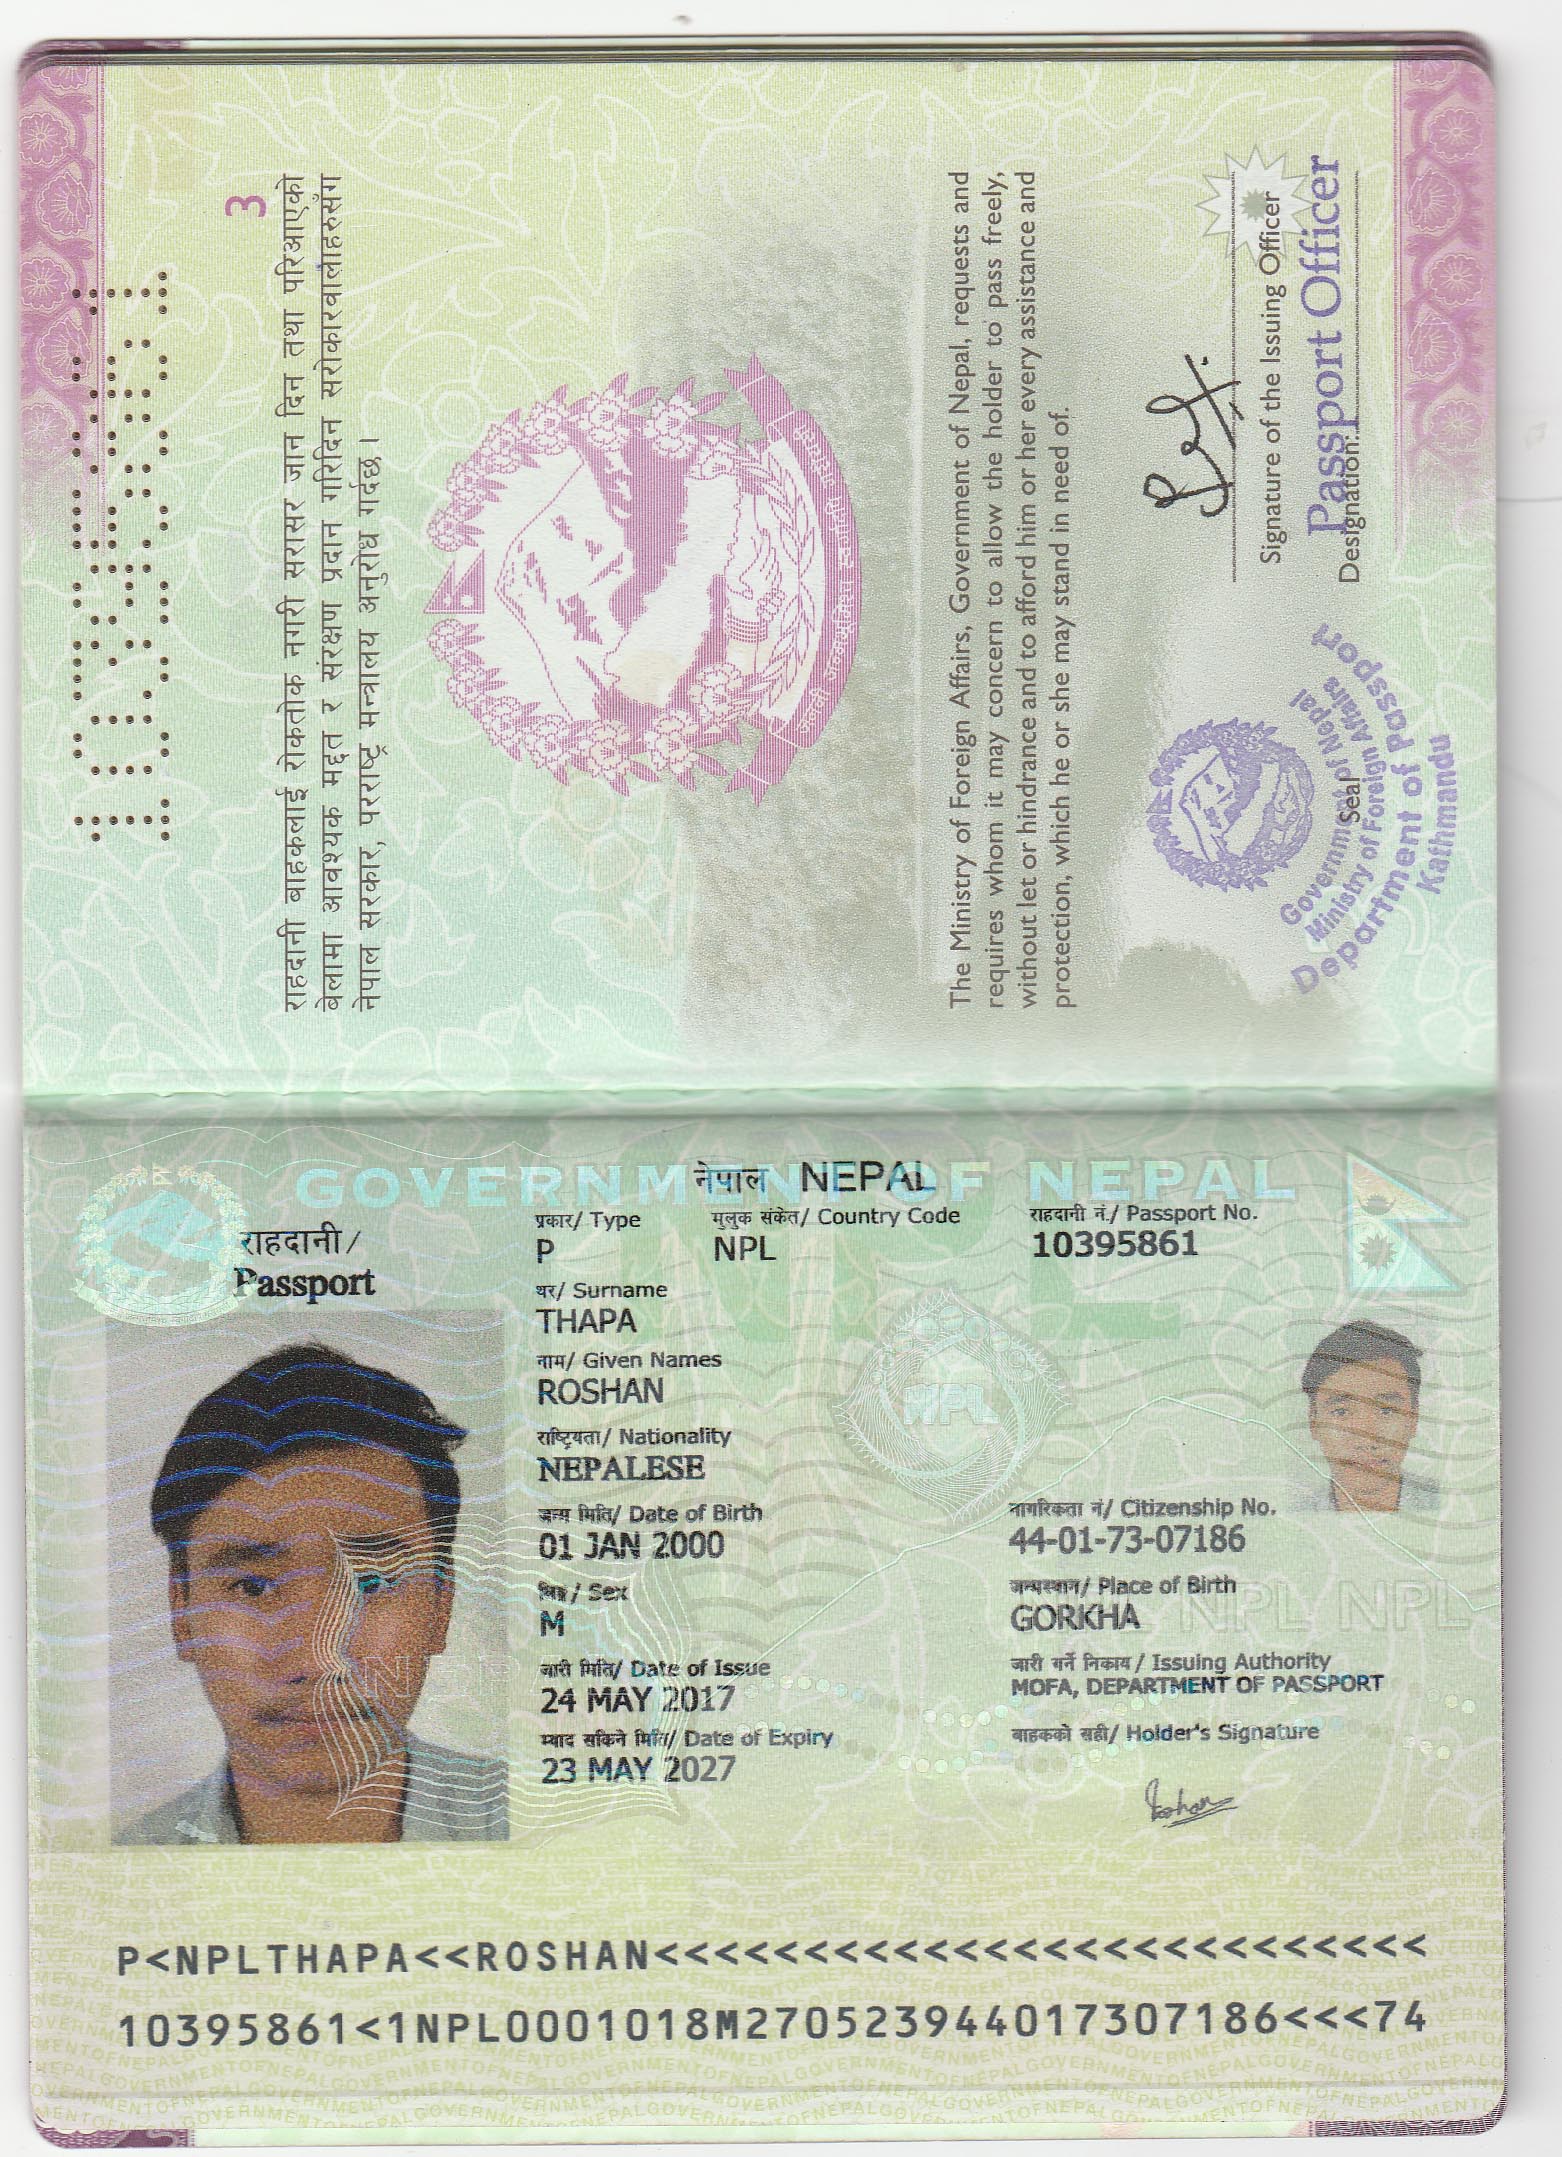 10395861
3
राहदानी बाहकलाई रोकतोक नगरी सरासर जान दिन तथा परिआएको
बेलामा आवश्यक मद्दत र संरक्षण प्रदान गरिदिन सरोकारवालाहरुसँग
नेपाल सरकार, परराष्ट्र मन्त्रालय अनुरोध गर्दछ।
The Ministry of Foreign Affairs, Government of Nepal, requests and
requires whom it may concern to allow the holder to pass freely,
without let or hindrance and to afford him or her every assistance and
protection, which he or she may stand in need of.
Signature of the Issuing Officer
Passport Officer
Designation:
Seal
Government of Nepal
Ministry of Foreign Affairs
Department of Passport
Kathmandu
GOVERNMENT OF NEPAL
नेपाल NEPAL
राहदानी/
Passport
प्रकार/ Type
P
मुलुक संकेत/ Country Code
NPL
राहदानी नं/ Passport No.
10395861
थर/ Surname
THAPA
नाम/ Given Names
ROSHAN
राष्ट्रियता/ Nationality
NEPALESE
जन्म मिति/ Date of Birth
01 JAN 2000
नागरिकता नं/ Citizenship No.
44-01-73-07186
लिङ्ग/ Sex
M
जन्मस्थान/ Place of Birth
GORKHA
जारी मिति/ Date of Issue
24 MAY 2017
जारी गर्ने निकाय/ Issuing Authority
MOFA, DEPARTMENT OF PASSPORT
म्याद सकिने मिति/ Date of Expiry
23 MAY 2027
बाहकको सही/ Holder's Signature
Roshan
NPL
NPL NPL
P<NPLTHAPA<<ROSHAN<<<<<<<<<<<<<<<<<<<<<<<<<<
10395861<1NPL0001018M2705239440173071​86<<<74